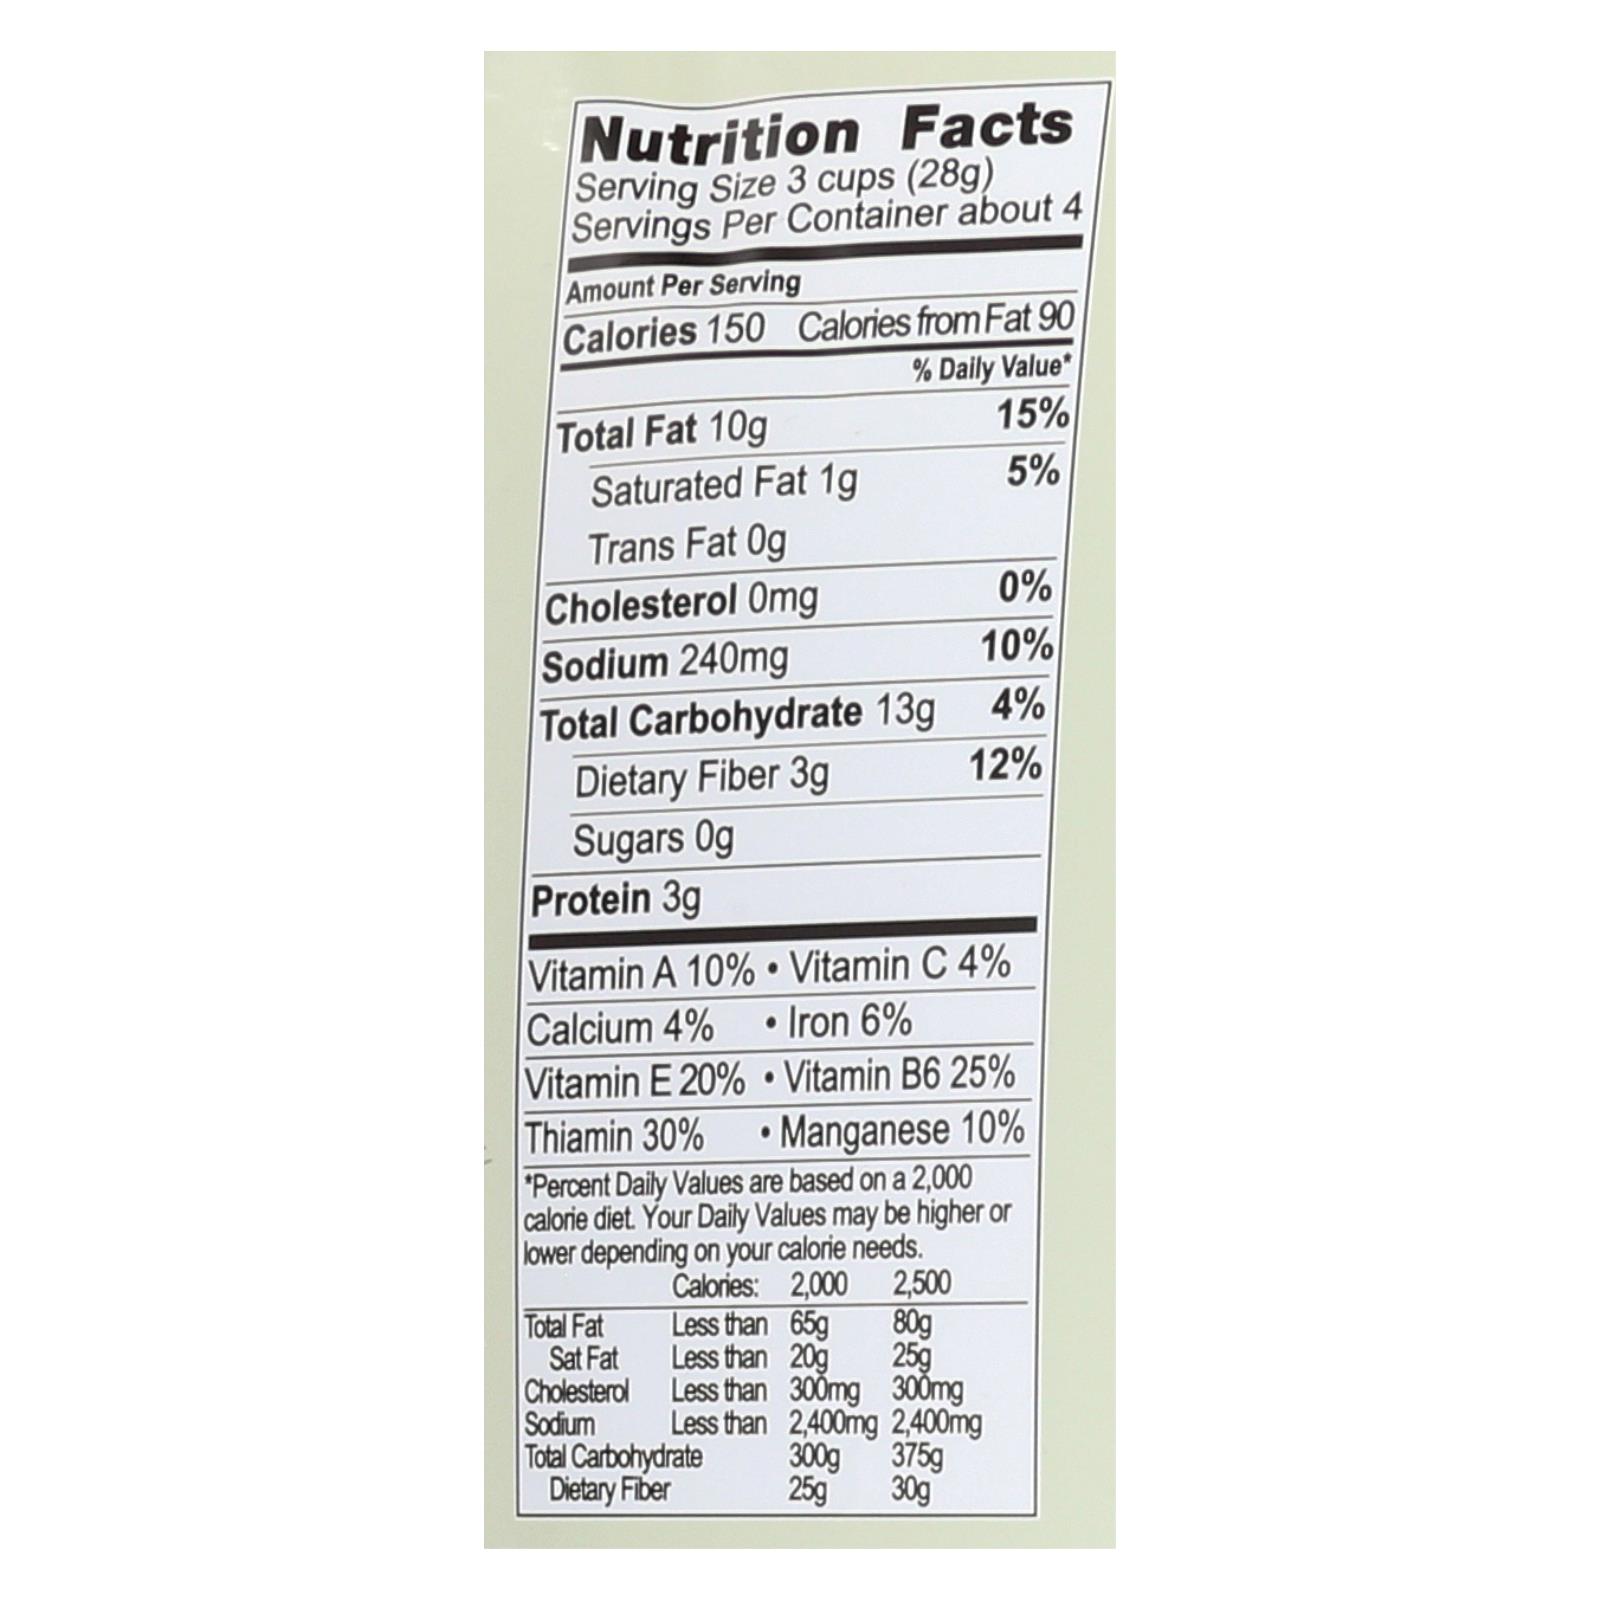 Nutrition Facts
Serving Size 3 cups (28g)
Servings Per Container about 4
Amount Per Serving
Calories 150 Calories from Fat 90
% Daily Value*
Total Fat 10g 15%
Saturated Fat 1g 5%
Trans Fat 0g
Cholesterol 0mg 0%
Sodium 240mg 10%
Total Carbohydrate 13g 4%
Dietary Fiber 3g 12%
Sugars 0g
Protein 3g
Vitamin A 10% • Vitamin C 4%
Calcium 4% • Iron 6%
Vitamin E 20% • Vitamin B6 25%
Thiamin 30% • Manganese 10%
*Percent Daily Values are based on a 2,000
calorie diet. Your Daily Values may be higher or
lower depending on your calorie needs.
Calories: 2,000 2,500
Total Fat Less than 65g 80g
Sat Fat Less than 20g 25g
Cholesterol Less than 300mg 300mg
Sodium Less than 2,400mg 2,400mg
Total Carbohydrate 300g 375g
Dietary Fiber 25g 30g